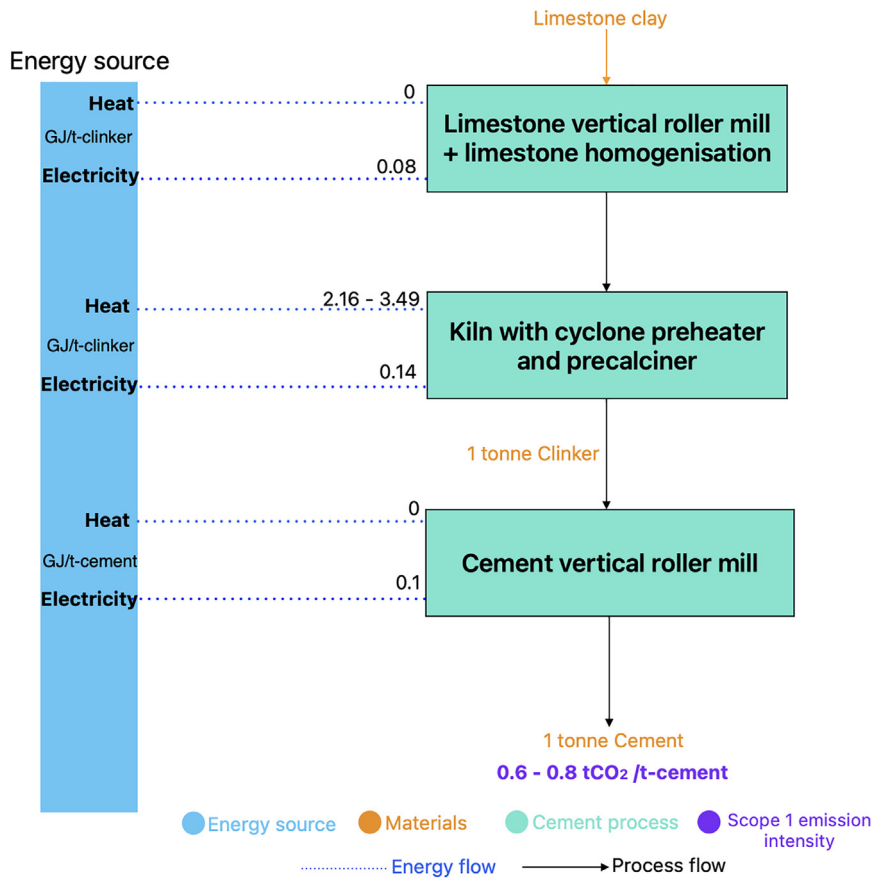 Limestone clay
Energy source
Heat
0
GJ/t-clinker
Limestone vertical roller mill
+ limestone homogenisation
Electricity
0.08
Heat
2.16 - 3.49
GJ/t-clinker
Kiln with cyclone preheater
and precalciner
Electricity
0.14
1 tonne Clinker
Heat
0
GJ/t-cement
Cement vertical roller mill
Electricity
0.1
1 tonne Cement
0.6 - 0.8 tCO₂ /t-cement
Energy source
Materials
Cement process
Scope 1 emission
intensity
Energy flow
Process flow